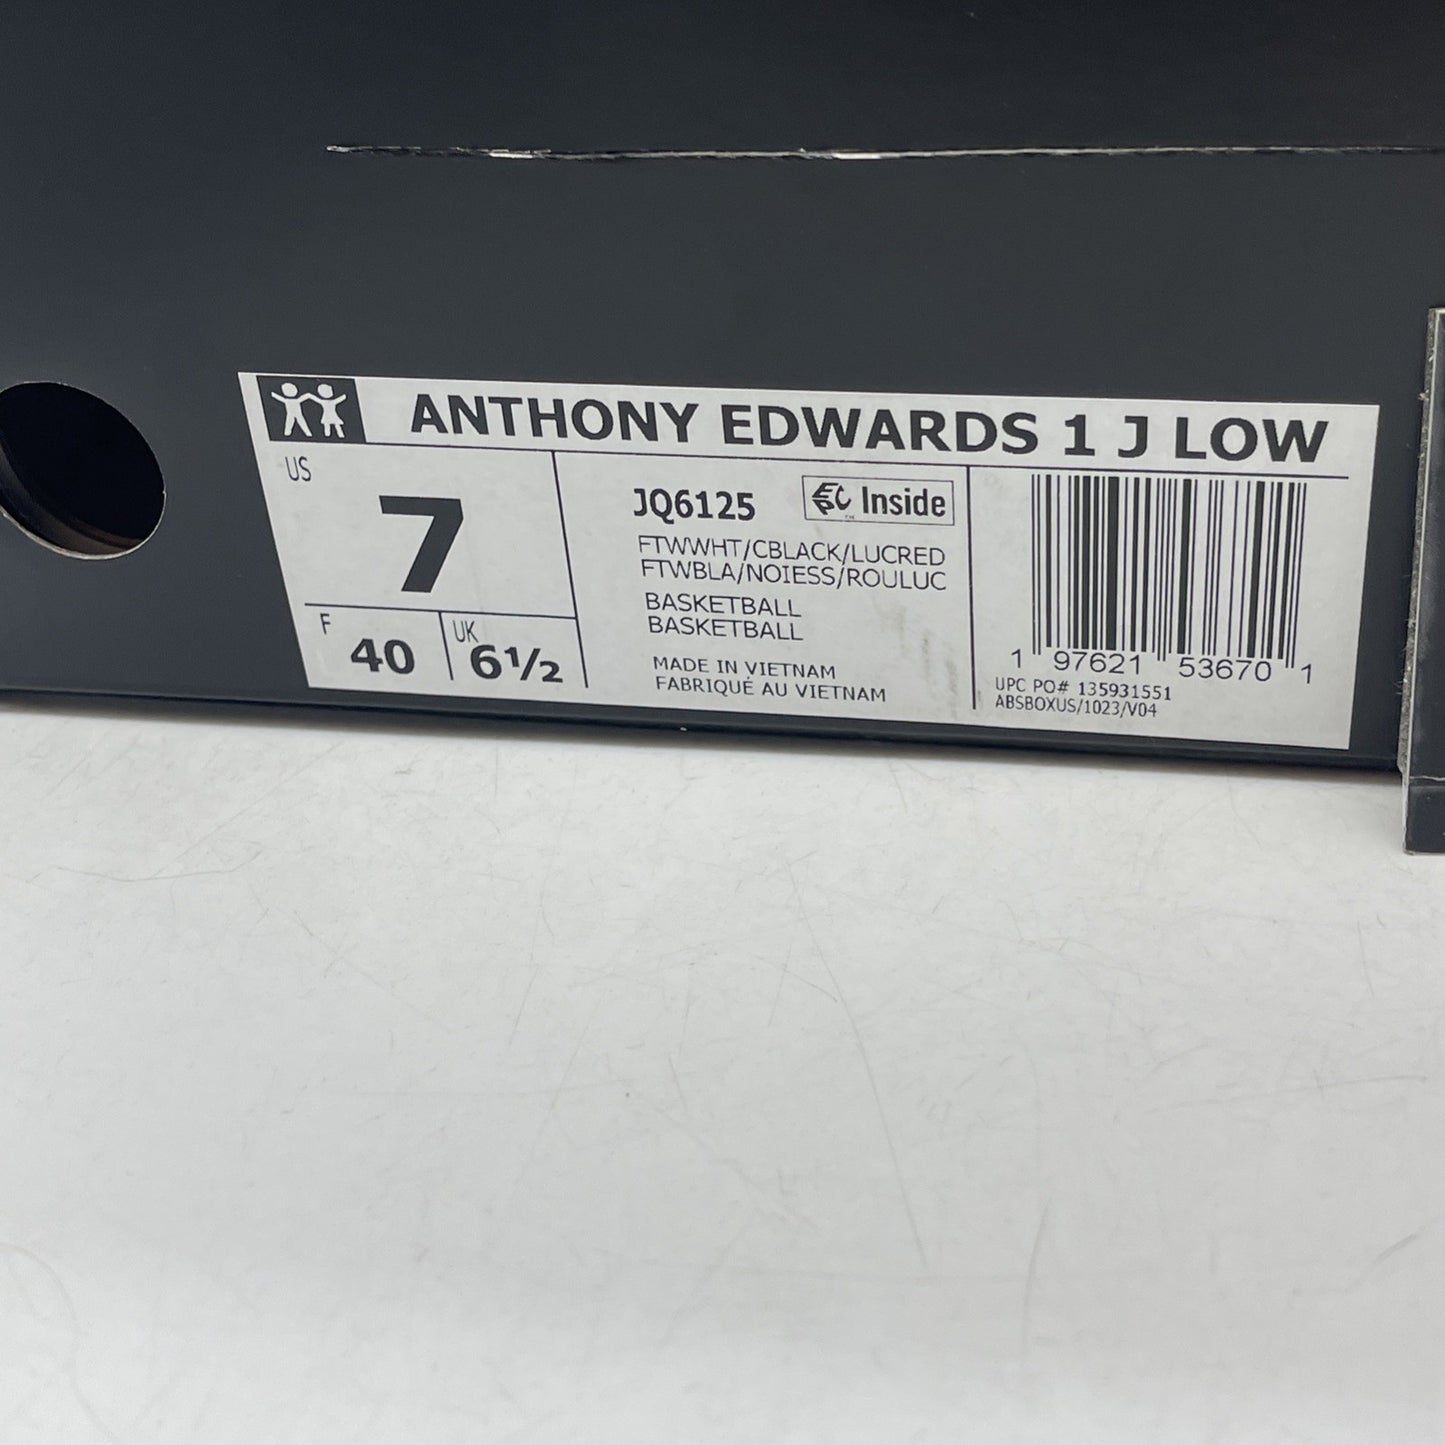 ANTHONY EDWARDS 1 J LOW
US
7
F
40
UK
6½
JQ6125
Inside
FTWWHT/CBLACK/LUCRED
FTWBLA/NOIESS/ROULUC
BASKETBALL
BASKETBALL
MADE IN VIETNAM
FABRIQUÉ AU VIETNAM
1 97621 53670 1
UPC PO# 135931551
ABSBOXUS/1023/V04